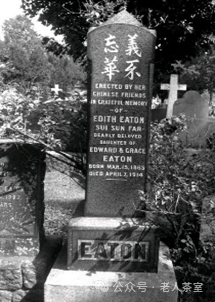 義不
忘華
ERECTED BY HER
CHINESE FRIENDS
IN GRATEFUL MEMORY
OF
EDITH EATON
SUI SUN FAR
DEARLY BELOVED
DAUGHTER OF
EDWARD & GRACE
EATON
BORN MAR. 15, 1865
DIED APRIL 7, 1914
EATON
公众号 · 老人茶室